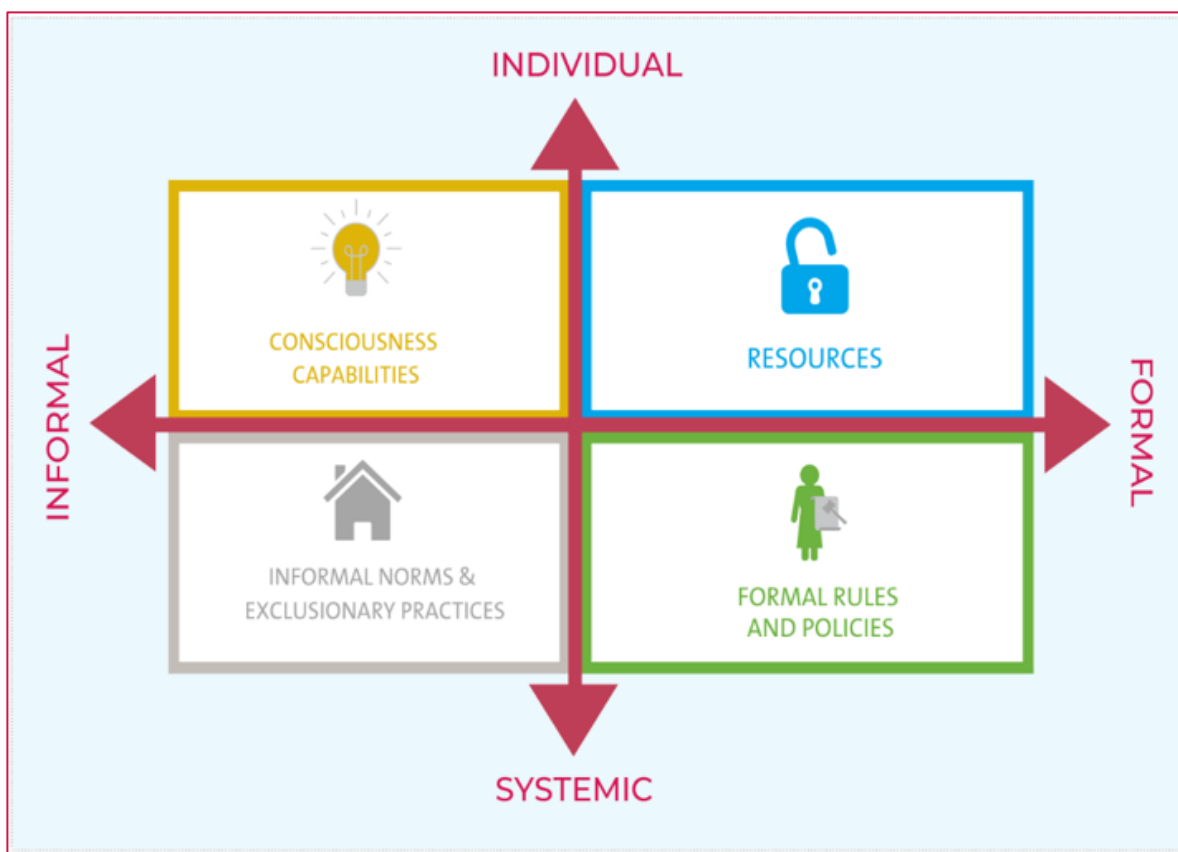 INDIVIDUAL
CONSCIOUSNESS
CAPABILITIES
RESOURCES
INFORMAL
FORMAL
INFORMAL NORMS &
EXCLUSIONARY PRACTICES
FORMAL RULES
AND POLICIES
SYSTEMIC